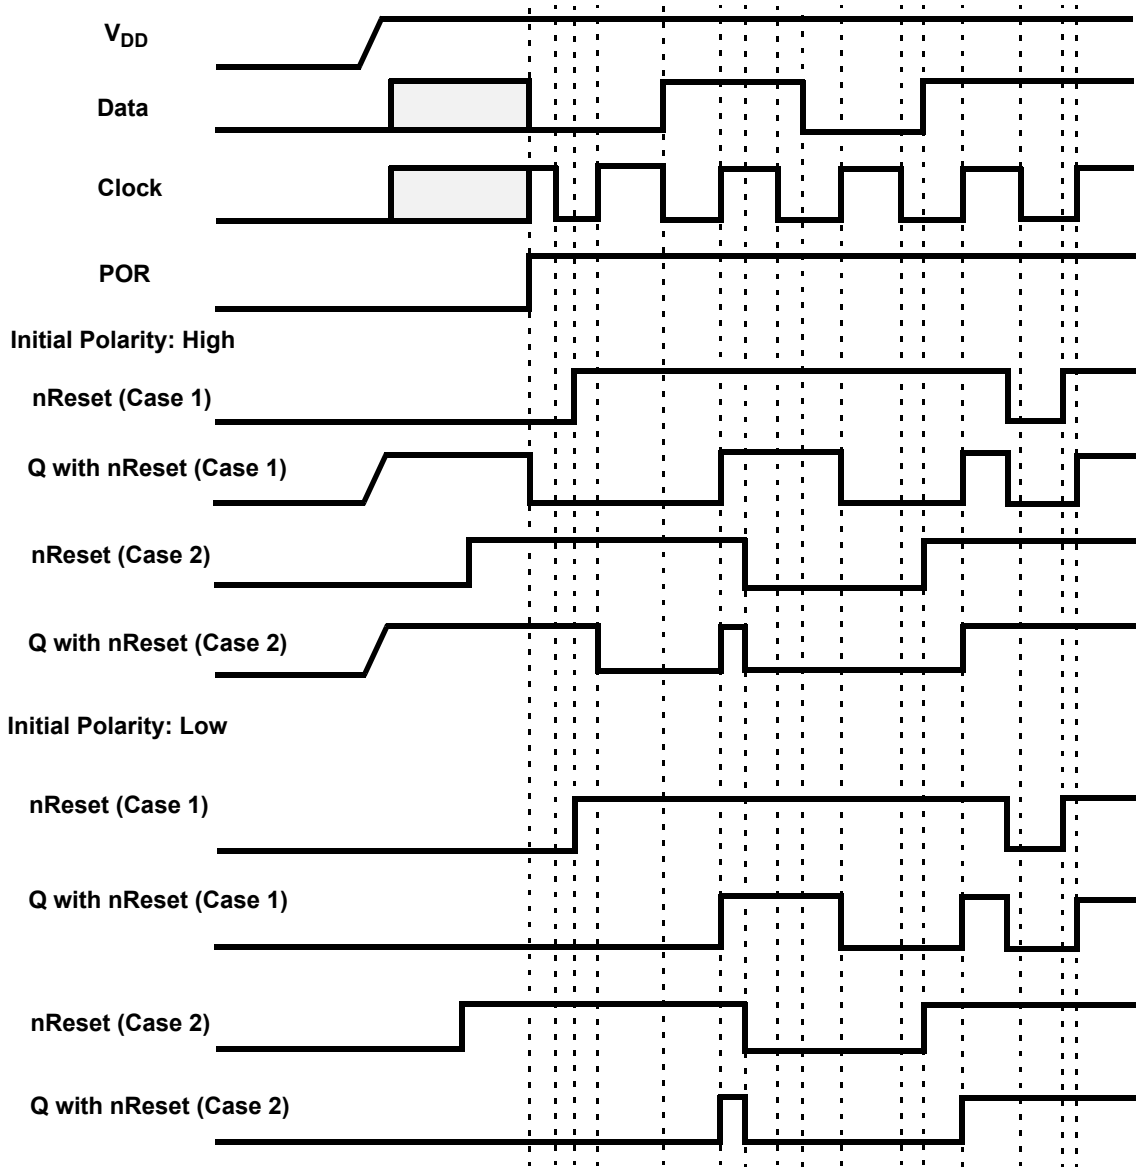 VDD
Data
Clock
POR
Initial Polarity: High
nReset (Case 1)
Q with nReset (Case 1)
nReset (Case 2)
Q with nReset (Case 2)
Initial Polarity: Low
nReset (Case 1)
Q with nReset (Case 1)
nReset (Case 2)
Q with nReset (Case 2)